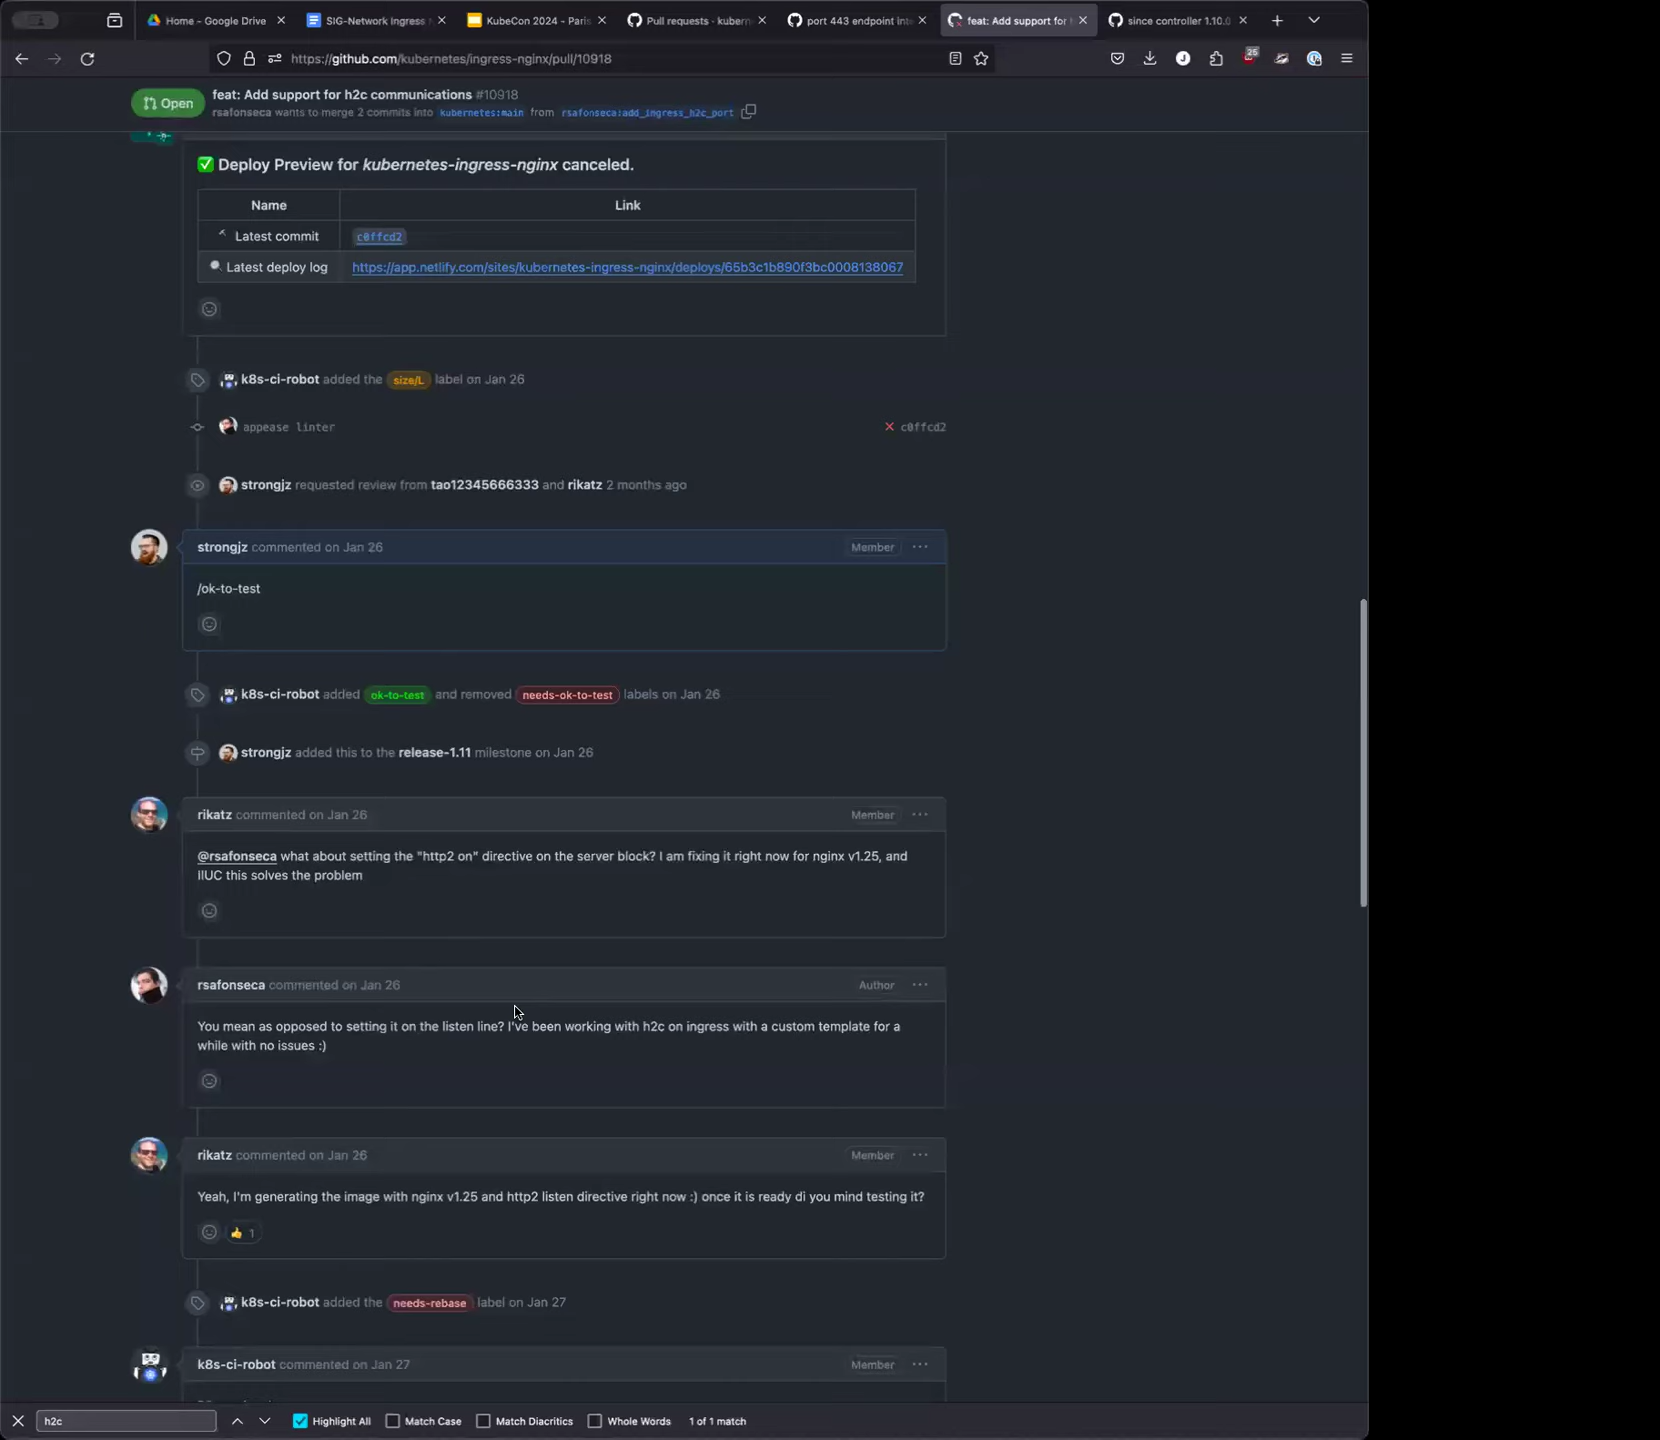 Home – Google Drive
SIG-Network Ingress N
KubeCon 2024 - Paris
Pull requests · kubern
port 443 endpoint inte
feat: Add support for h
since controller 1.10.0
https://github.com/kubernetes/ingress-nginx/pull/10918
25
Open
feat: Add support for h2c communications #10918
rsafonseca wants to merge 2 commits into kubernetes:main from rsafonseca:add_ingress_h2c_port
Deploy Preview for kubernetes-ingress-nginx canceled.
Name Link
Latest commit c0ffcd2
Latest deploy log https://app.netlify.com/sites/kubernetes-ingress-nginx/deploys/65b3c1b890f3bc0008138067
k8s-ci-robot added the size/L label on Jan 26
appease linter c0ffcd2
strongjz requested review from tao12345666333 and rikatz 2 months ago
strongjz commented on Jan 26 Member ...
/ok-to-test
k8s-ci-robot added ok-to-test and removed needs-ok-to-test labels on Jan 26
strongjz added this to the release-1.11 milestone on Jan 26
rikatz commented on Jan 26 Member ...
@rsafonseca what about setting the "http2 on" directive on the server block? I am fixing it right now for nginx v1.25, and
IIUC this solves the problem
rsafonseca commented on Jan 26 Author ...
You mean as opposed to setting it on the listen line? I've been working with h2c on ingress with a custom template for a
while with no issues :)
rikatz commented on Jan 26 Member ...
Yeah, I'm generating the image with nginx v1.25 and http2 listen directive right now :) once it is ready di you mind testing it?
👍 1
k8s-ci-robot added the needs-rebase label on Jan 27
k8s-ci-robot commented on Jan 27 Member ...
h2c Highlight All Match Case Match Diacritics Whole Words 1 of 1 match